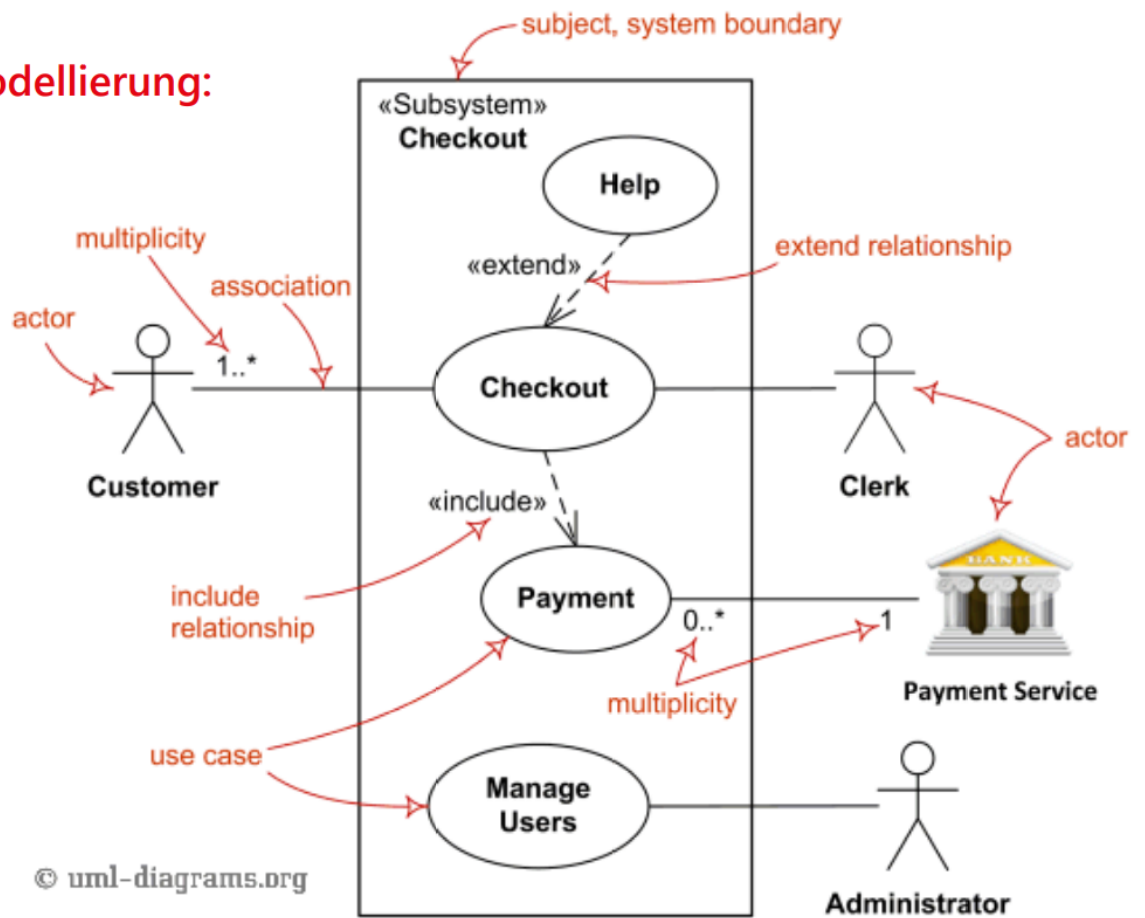 subject, system boundary
odellierung:
«Subsystem»
Checkout
Help
multiplicity
extend relationship
«extend»
association
actor
1..*
Checkout
actor
Customer
Clerk
«include»
BANK
include
relationship
Payment
0..*
1
Payment Service
multiplicity
use case
Manage
Users
© uml-diagrams.org
Administrator